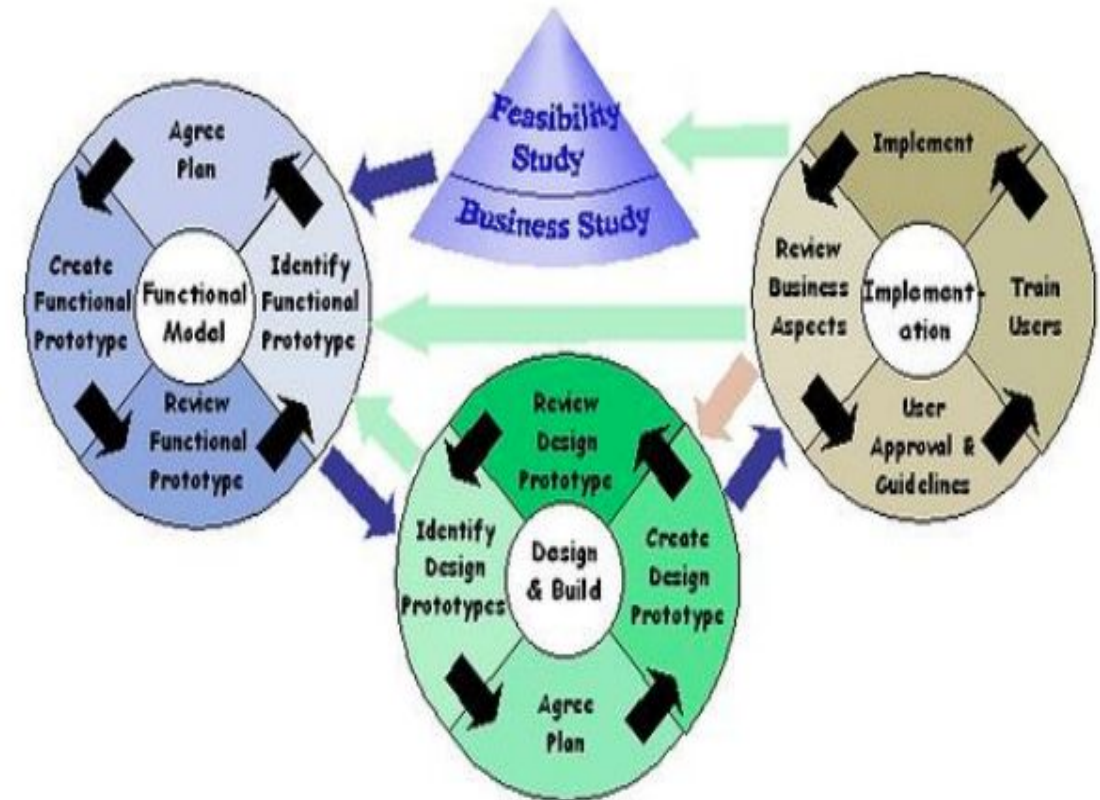 Feasibility
Study
Business Study
Agree
Plan
Create
Functional
Prototype
Functional
Model
Identify
Functional
Prototype
Review
Functional
Prototype
Implement
Review
Business
Aspects
Implement-
ation
Train
Users
User
Approval &
Guidelines
Review
Design
Prototype
Identify
Design
Prototypes
Design
& Build
Create
Design
Prototype
Agree
Plan